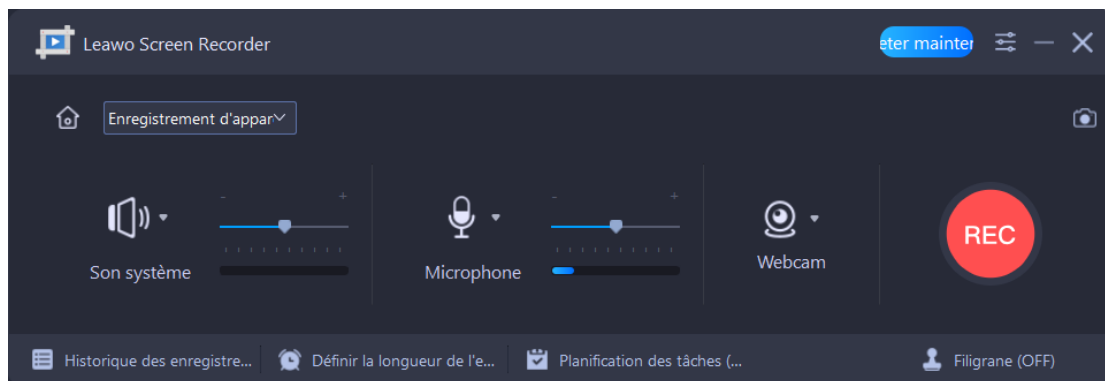 Leawo Screen Recorder
eter mainter
Enregistrement d'appar
- +
- +
REC
Son système
Microphone
Webcam
Historique des enregistre...
Définir la longueur de l'e...
Planification des tâches (...
Filigrane (OFF)